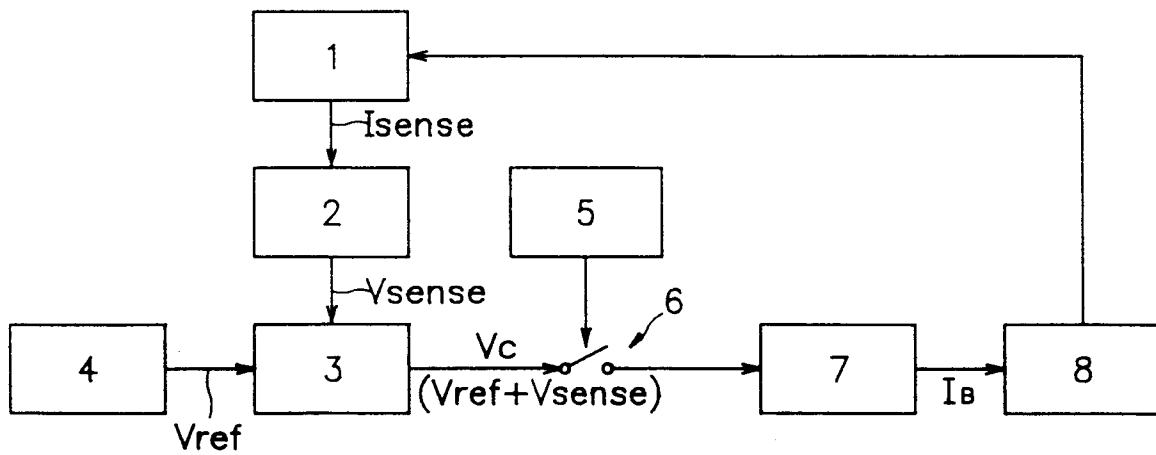 1
Isense
2
5
Vsense
6
4
3
Vc
(Vref+Vsense)
7
IB
8
Vref